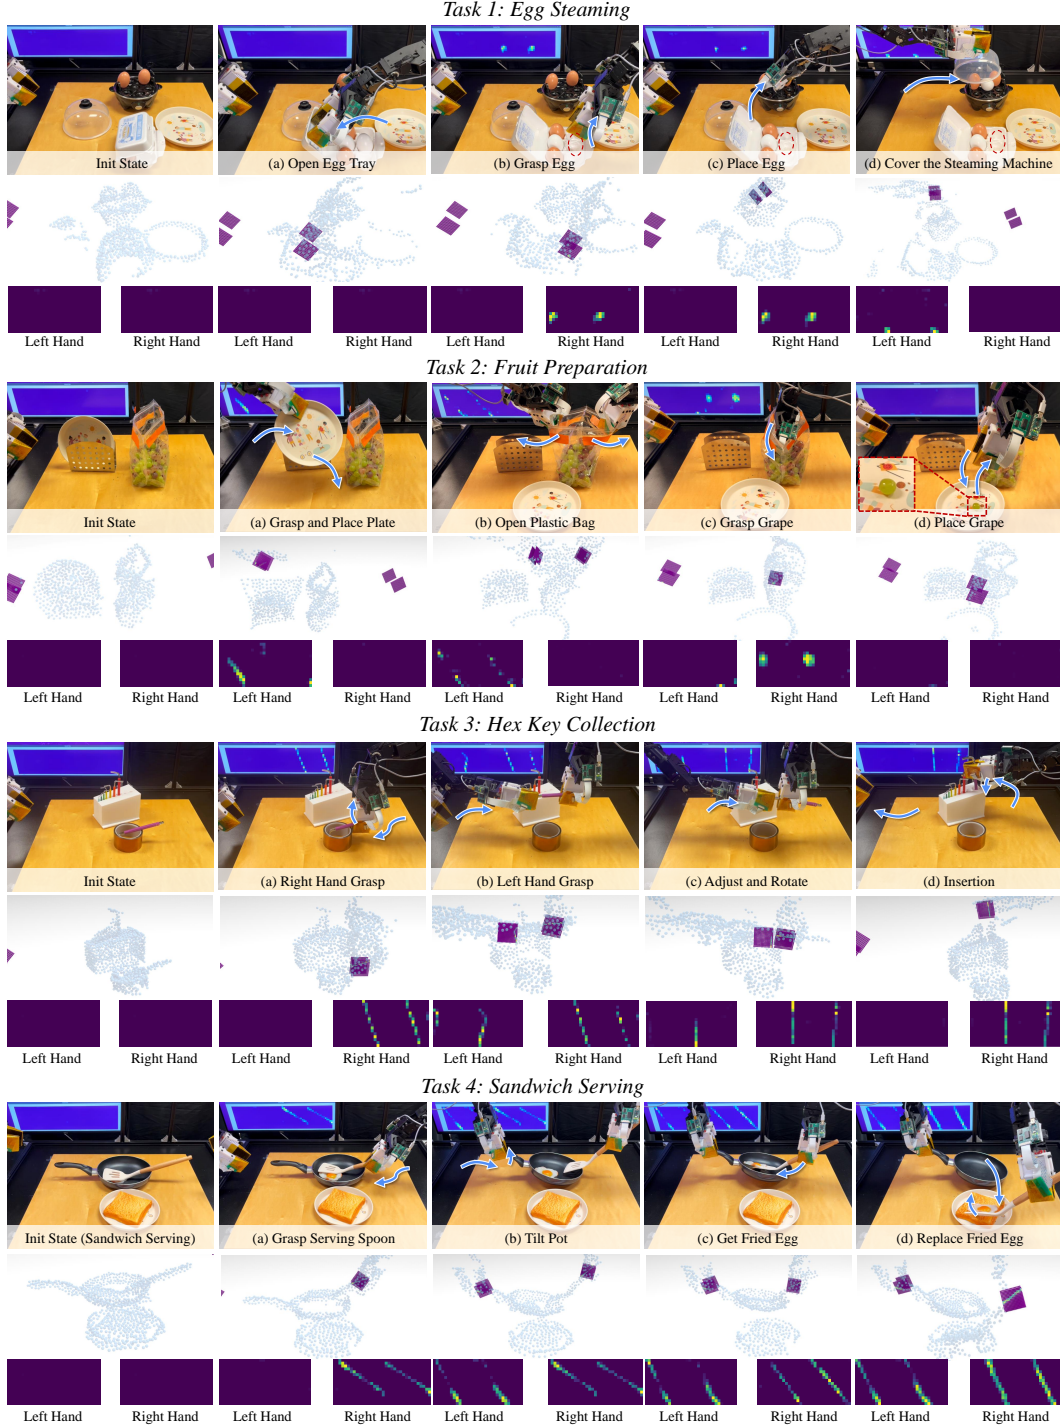 Task 1: Egg Steaming
Init State
(a) Open Egg Tray
(b) Grasp Egg
(c) Place Egg
(d) Cover the Steaming Machine
Left Hand
Right Hand
Left Hand
Right Hand
Left Hand
Right Hand
Left Hand
Right Hand
Left Hand
Right Hand
Task 2: Fruit Preparation
Init State
(a) Grasp and Place Plate
(b) Open Plastic Bag
(c) Grasp Grape
(d) Place Grape
Left Hand
Right Hand
Left Hand
Right Hand
Left Hand
Right Hand
Left Hand
Right Hand
Left Hand
Right Hand
Task 3: Hex Key Collection
Init State
(a) Right Hand Grasp
(b) Left Hand Grasp
(c) Adjust and Rotate
(d) Insertion
Left Hand
Right Hand
Left Hand
Right Hand
Left Hand
Right Hand
Left Hand
Right Hand
Left Hand
Right Hand
Task 4: Sandwich Serving
Init State (Sandwich Serving)
(a) Grasp Serving Spoon
(b) Tilt Pot
(c) Get Fried Egg
(d) Replace Fried Egg
Left Hand
Right Hand
Left Hand
Right Hand
Left Hand
Right Hand
Left Hand
Right Hand
Left Hand
Right Hand